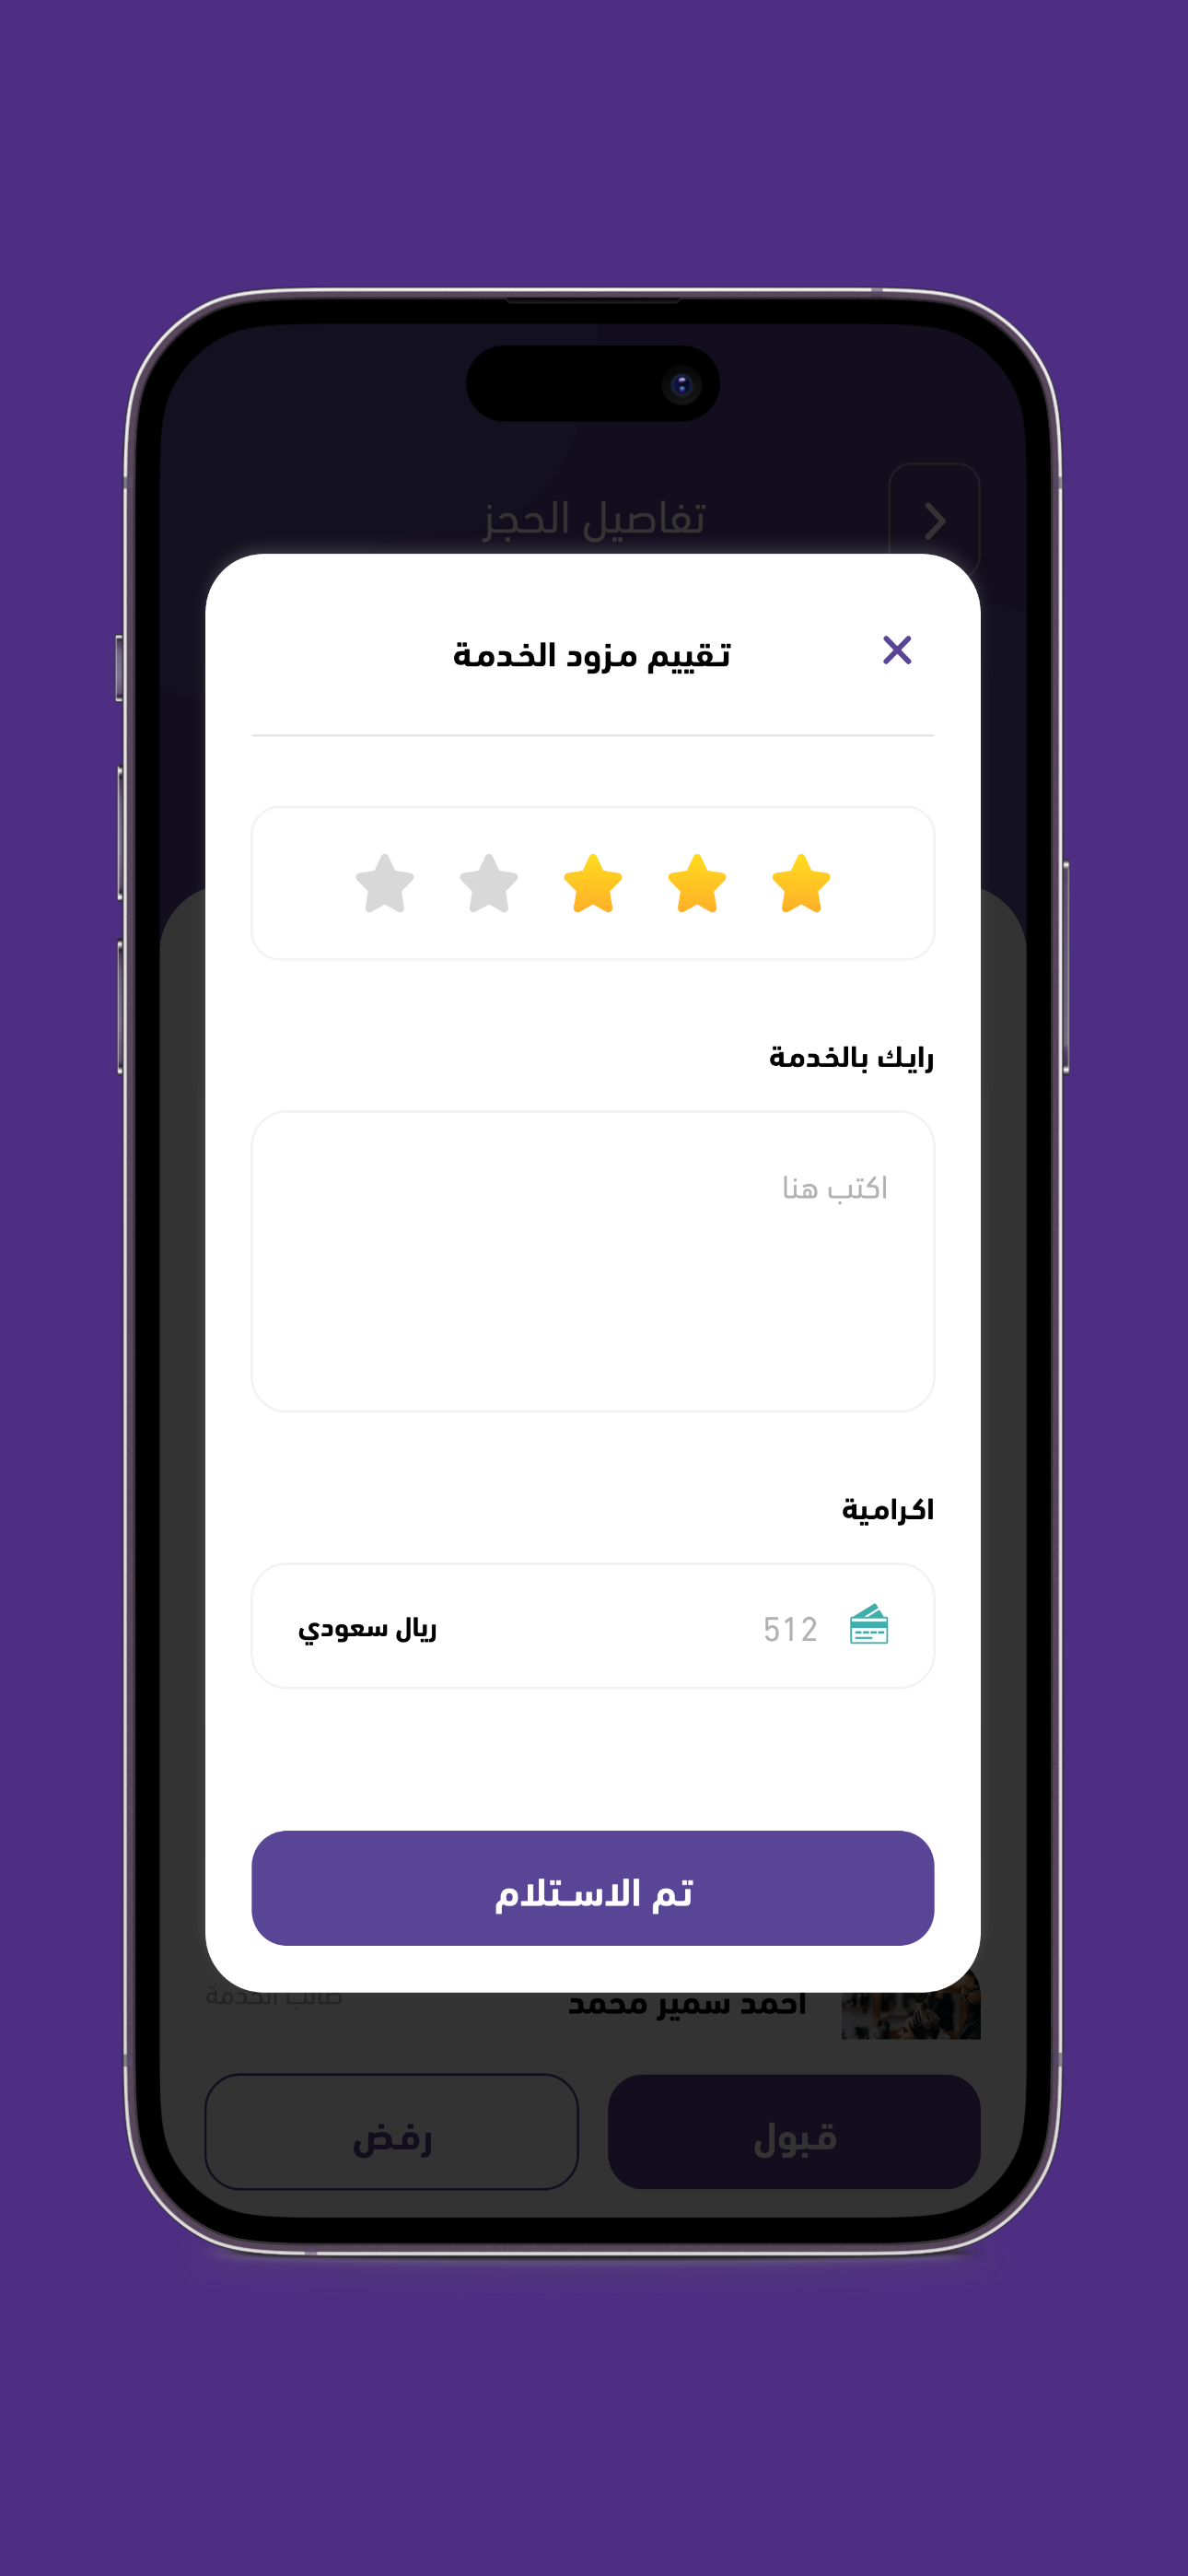 تفاصيل الحجز
تقييم مزود الخدمة
رايك بالخدمة
اكتب هنا
اكرامية
512
ريال سعودي
تم الاستلام
احمد سمير محمد
الخدمة
قبول
رفض